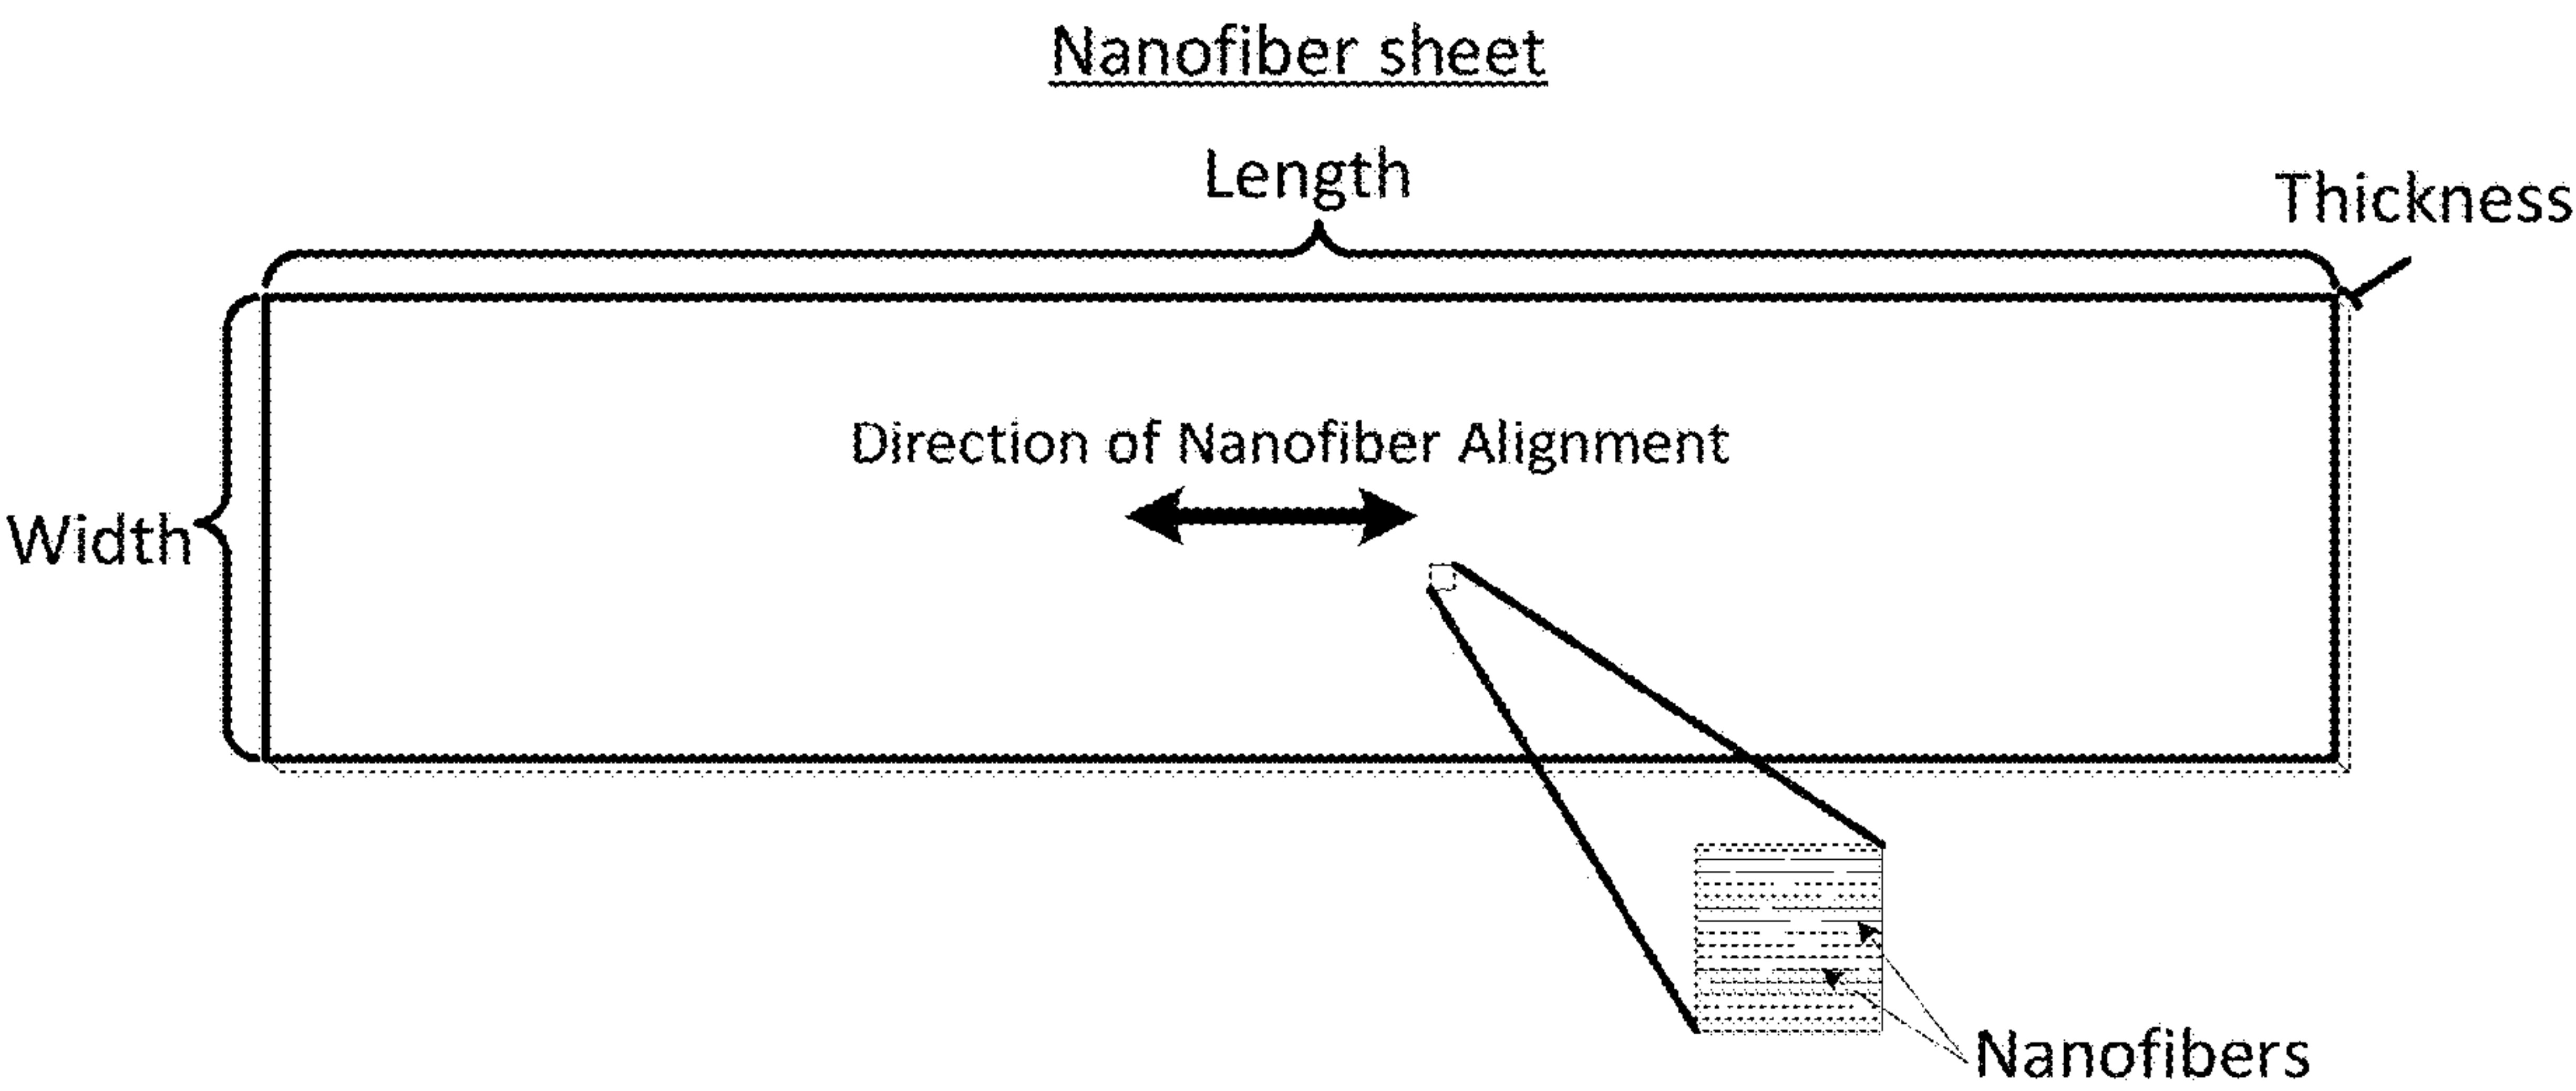 Nanofiber sheet
Length
Thickness
Direction of Nanofiber Alignment
Width
Nanofibers